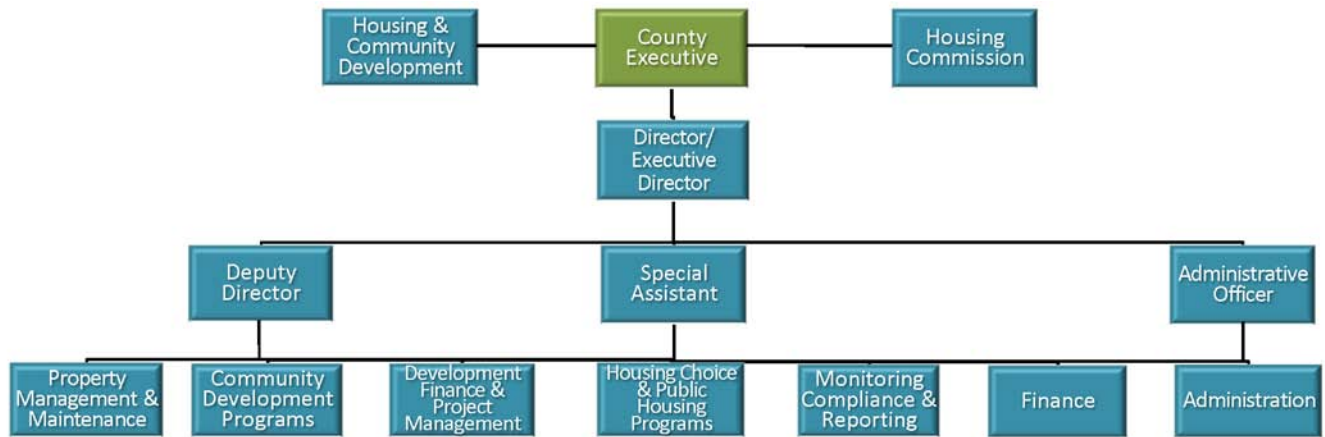 Housing &
Community
Development
County
Executive
Housing
Commission
Director/
Executive
Director
Deputy
Director
Special
Assistant
Administrative
Officer
Property
Management &
Maintenance
Community
Development
Programs
Development
Finance &
Project
Management
Housing Choice
& Public
Housing
Programs
Monitoring
Compliance &
Reporting
Finance
Administration